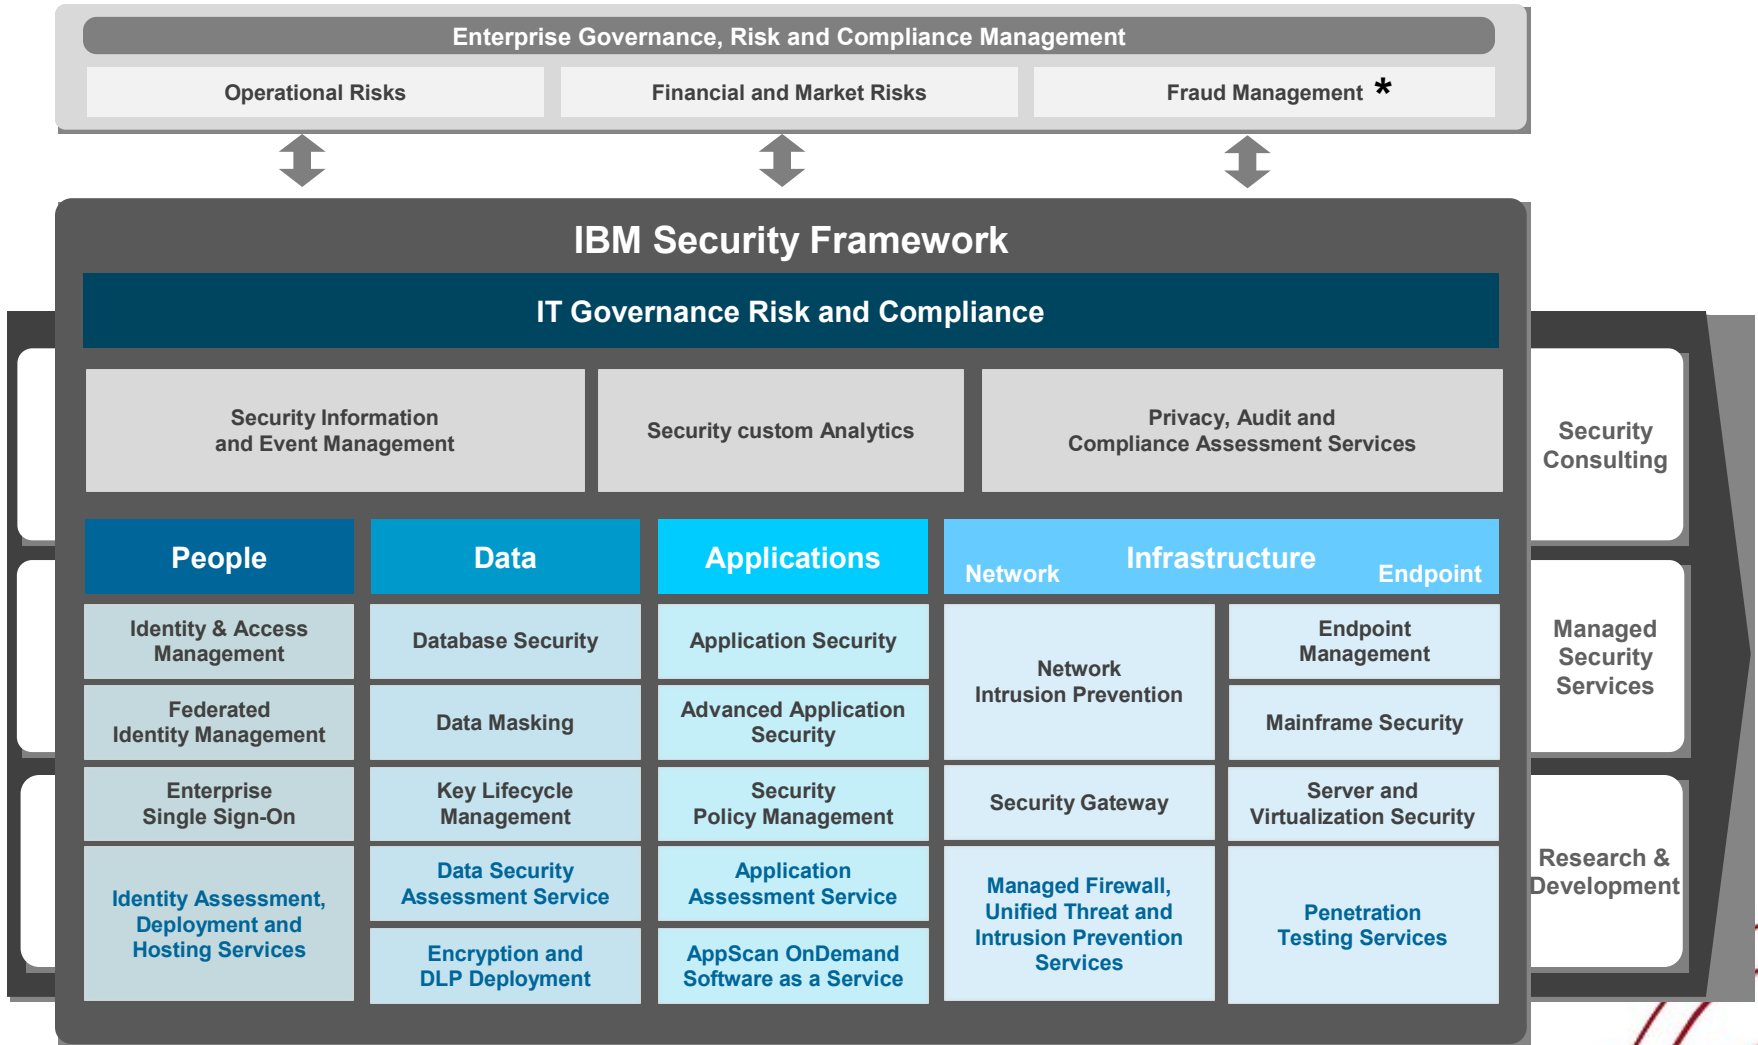 Enterprise Governance, Risk and Compliance Management
Operational Risks
Financial and Market Risks
Fraud Management *
IBM Security Framework
IT Governance Risk and Compliance
Security Information
and Event Management
Security custom Analytics
Privacy, Audit and
Compliance Assessment Services
People
Identity & Access
Management
Federated
Identity Management
Enterprise
Single Sign-On
Identity Assessment,
Deployment and
Hosting Services
Data
Database Security
Data Masking
Key Lifecycle
Management
Data Security
Assessment Service
Encryption and
DLP Deployment
Applications
Application Security
Advanced Application
Security
Security
Policy Management
Application
Assessment Service
AppScan OnDemand
Software as a Service
Infrastructure
Network
Endpoint
Network
Intrusion Prevention
Security Gateway
Managed Firewall,
Unified Threat and
Intrusion Prevention
Services
Endpoint
Management
Mainframe Security
Server and
Virtualization Security
Penetration
Testing Services
Security
Consulting
Managed
Security
Services
Research &
Development